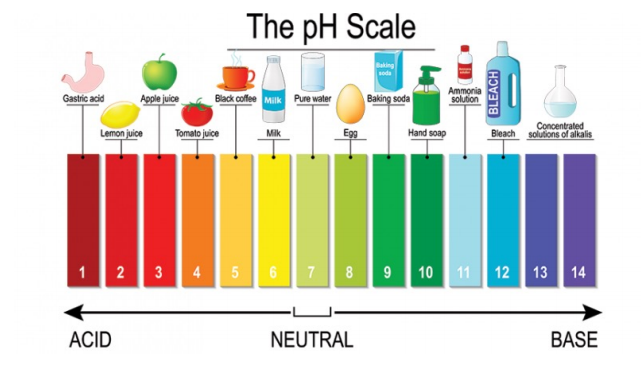 The pH Scale
Gastric acid
Lemon juice
Apple juice
Tomato juice
Black coffee
Milk
Milk
Pure water
Egg
Baking
soda
Baking soda
Hand soap
Ammonia
solution
BLEACH
Bleach
Concentrated
solutions of alkalis
1 2 3 4 5 6 7 8 9 10 11 12 13 14
ACID NEUTRAL BASE